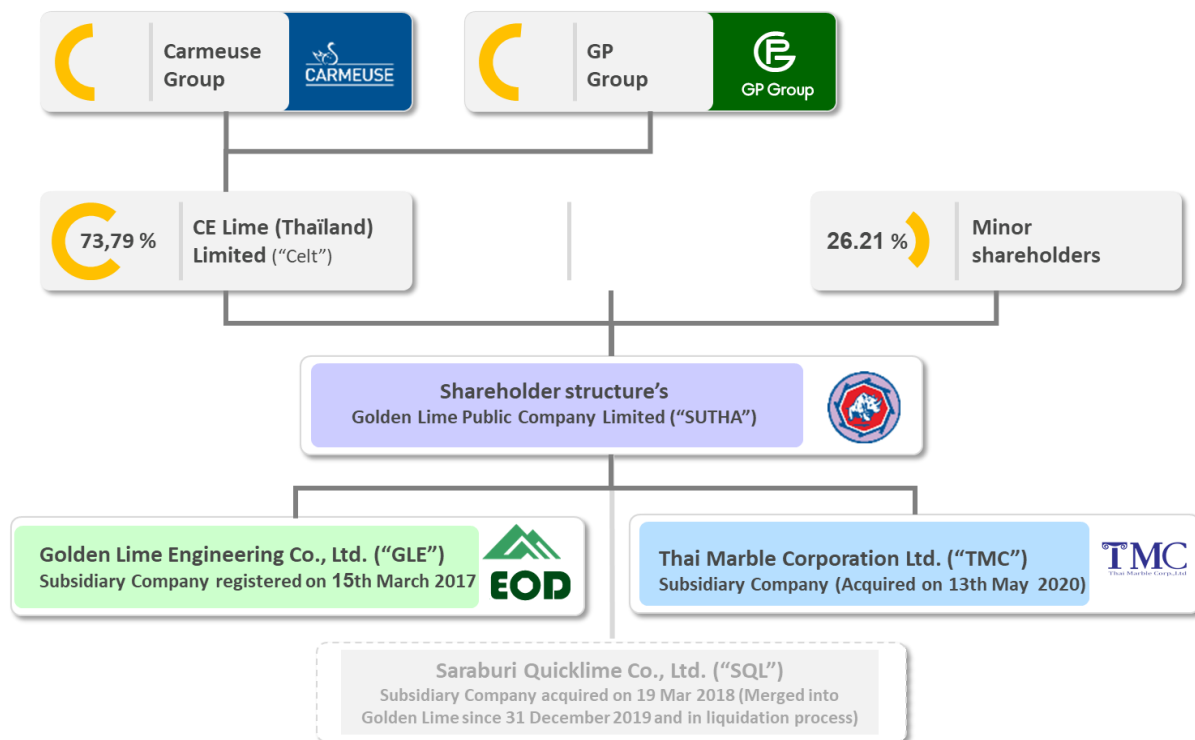 Carmeuse
Group
CARMEUSE
GP
Group
GP Group
73,79 %
CE Lime (Thaïland)
Limited (“Celt”)
26.21 %
Minor
shareholders
Shareholder structure’s
Golden Lime Public Company Limited (“SUTHA”)
Golden Lime Engineering Co., Ltd. (“GLE”)
Subsidiary Company registered on 15th March 2017
EOD
Thai Marble Corporation Ltd. (“TMC”)
Subsidiary Company (Acquired on 13th May 2020)
TMC
Thai Marble Corp.,Ltd
Saraburi Quicklime Co., Ltd. (“SQL”)
Subsidiary Company acquired on 19 Mar 2018 (Merged into
Golden Lime since 31 December 2019 and in liquidation process)